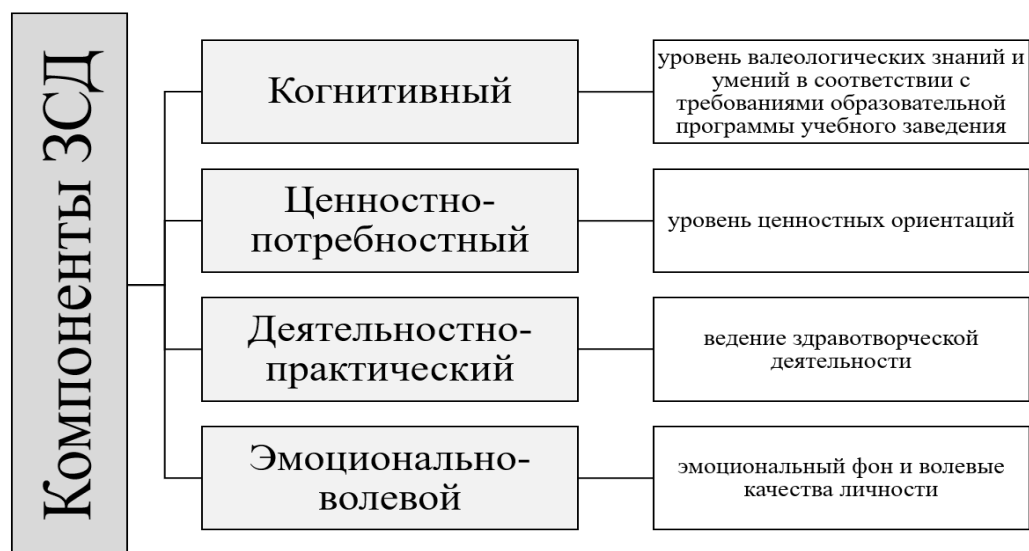 Компоненты ЗСД
Когнитивный
уровень валеологических знаний и
умений в соответствии с
требованиями образовательной
программы учебного заведения
Ценностно-
потребностный
уровень ценностных ориентаций
Деятельностно-
практический
ведение здравотворческой
деятельности
Эмоционально-
волевой
эмоциональный фон и волевые
качества личности